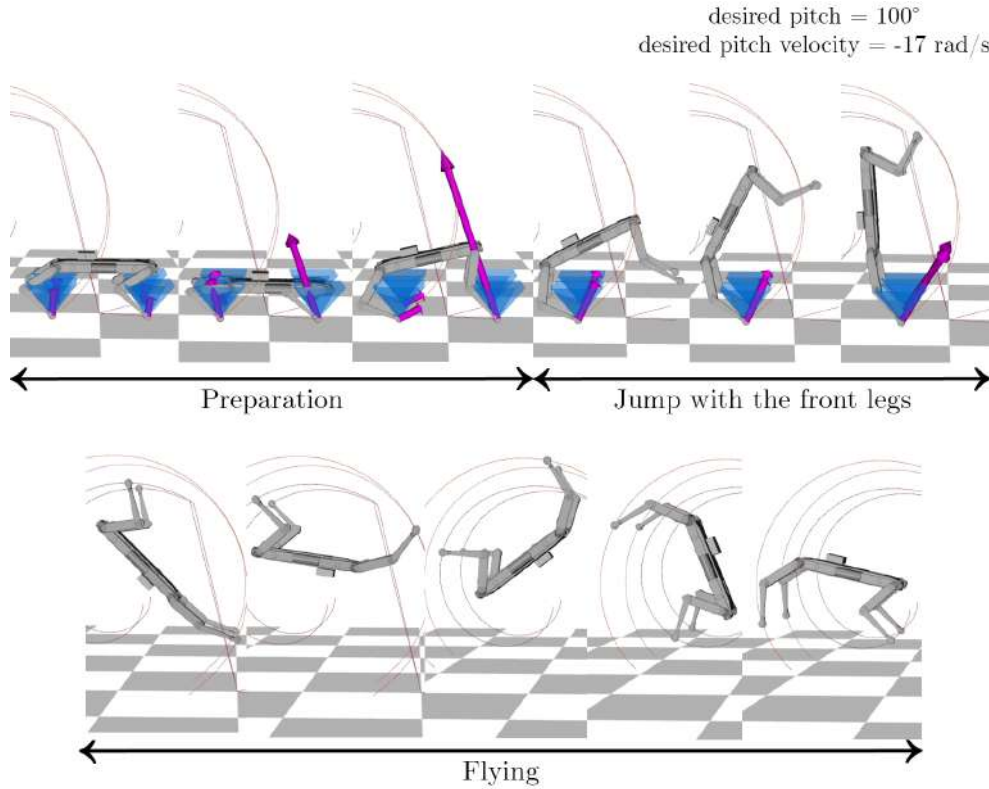 desired pitch = 100°
desired pitch velocity = -17 rad/s
Preparation
Jump with the front legs
Flying